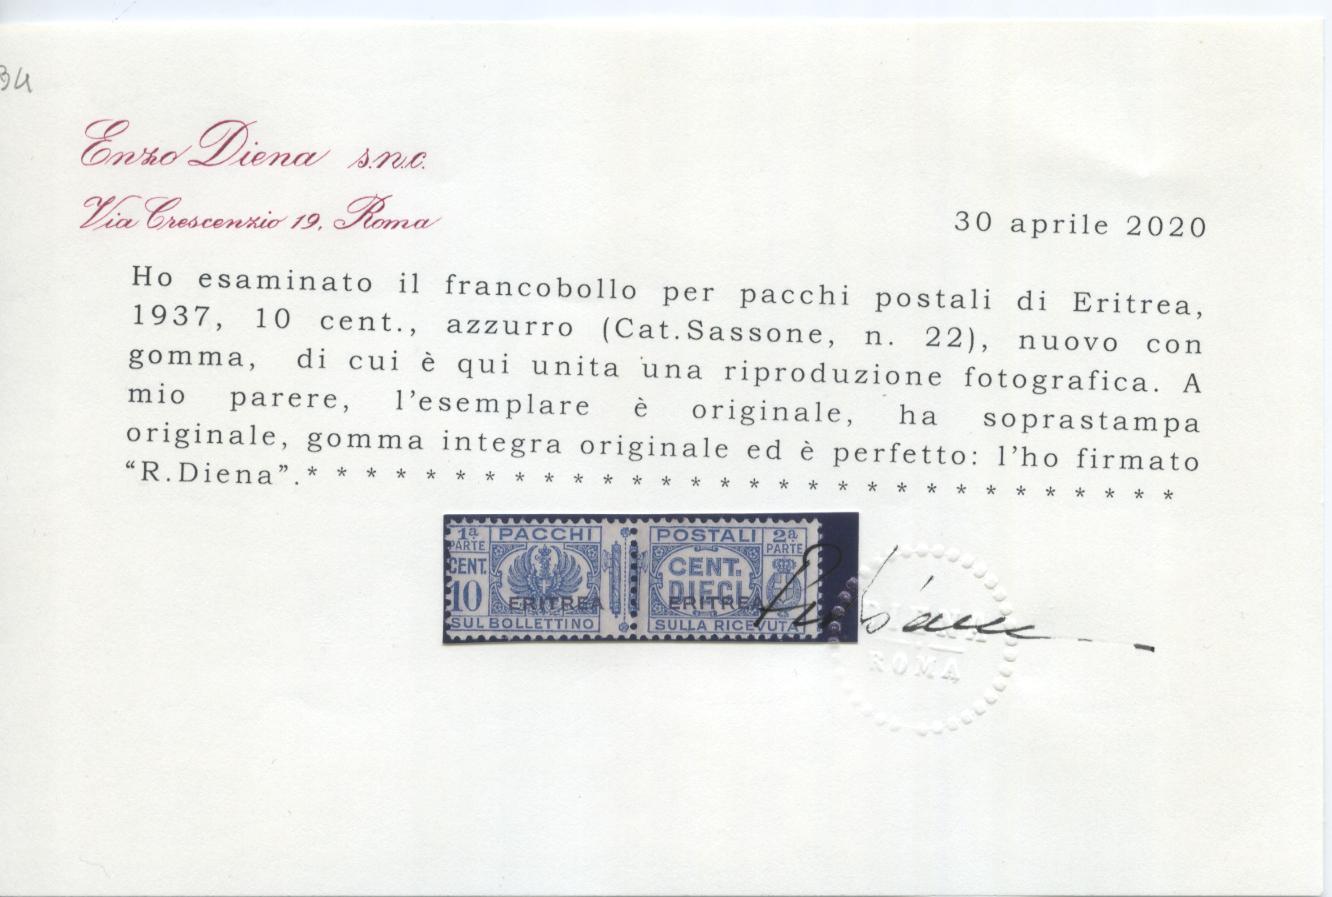 34
Enzo Diena s.n.c.
Via Crescenzio 19, Roma
30 aprile 2020
Ho esaminato il francobollo per pacchi postali di Eritrea,
1937, 10 cent., azzurro (Cat.Sassone, n. 22), nuovo con
gomma, di cui è qui unita una riproduzione fotografica. A
mio parere, l'esemplare è originale, ha soprastampa
originale, gomma integra originale ed è perfetto: l'ho firmato
“R.Diena”.* * * * * * * * * * * * * * * * * * * * * * * * * * * * * *
1ª PARTE PACCHI POSTALI 2ª PARTE
CENT. 10 CENT. DIECI
ERITREA ERITREA
SUL BOLLETTINO SULLA RICEVUTA
DIENA
ROMA